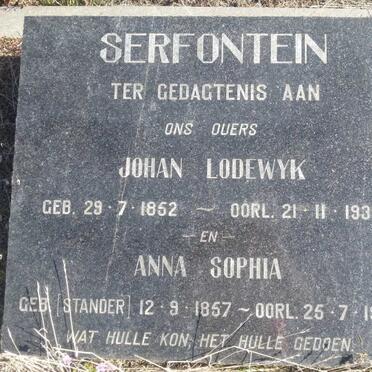 SERFONTEIN
TER GEDAGTENIS AAN
ONS OUERS
JOHAN LODEWYK
GEB. 29-7-1852 ~ OORL. 21-11-193
-EN-
ANNA SOPHIA
GEB. [STANDER] 12-9-1857 ~ OORL. 25-7-1
WAT HULLE KON, HET HULLE GEDOEN